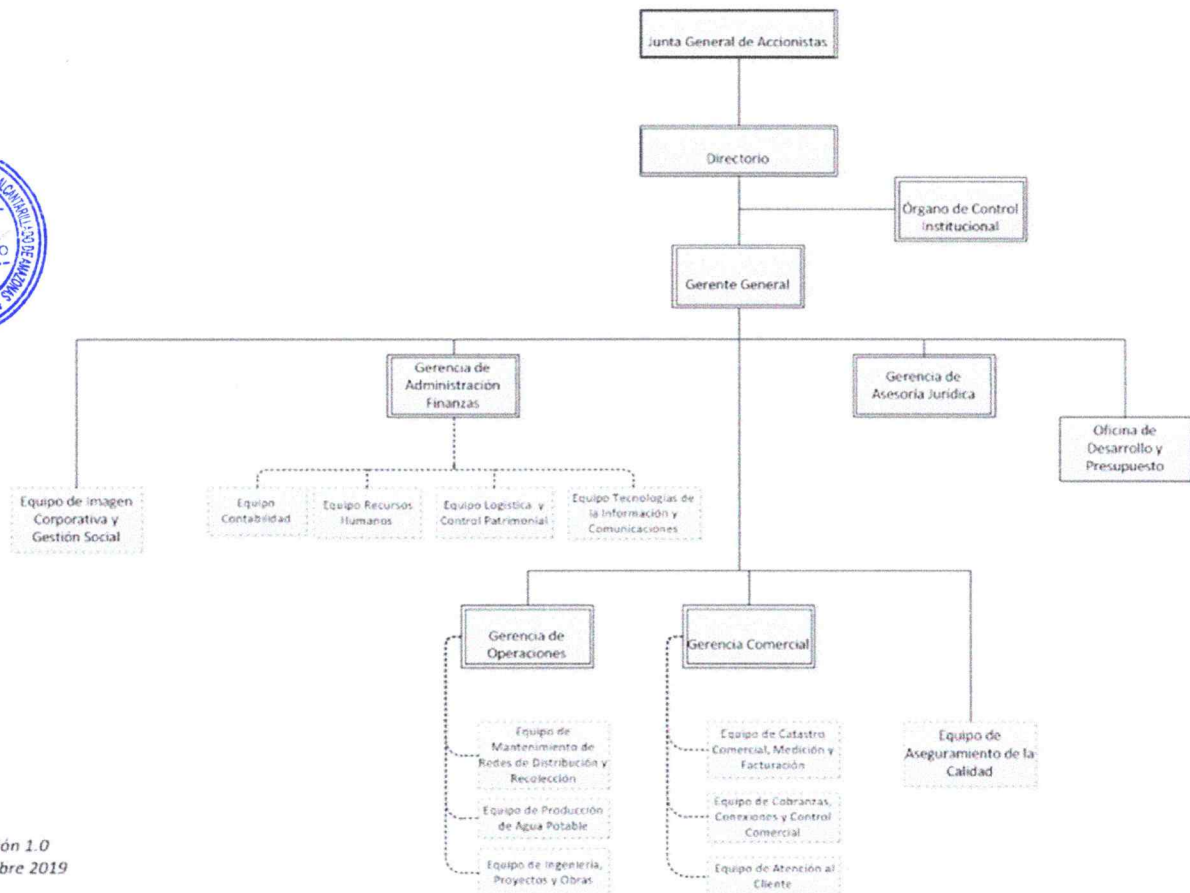 Junta General de Accionistas
Directorio
Órgano de Control
Institucional
Gerente General
ALCANTARILLADO DE AMAZONAS
Gerencia de
Administración
Finanzas
Gerencia de
Asesoría Jurídica
Oficina de
Desarrollo y
Presupuesto
Equipo de Imagen
Corporativa y
Gestión Social
Equipo
Contabilidad
Equipo Recursos
Humanos
Equipo Logística y
Control Patrimonial
Equipo Tecnologías de
la Información y
Comunicaciones
Gerencia de
Operaciones
Gerencia Comercial
Equipo de
Mantenimiento de
Redes de Distribución y
Recolección
Equipo de Producción
de Agua Potable
Equipo de Ingeniería,
Proyectos y Obras
Equipo de Catastro
Comercial, Medición y
Facturación
Equipo de Cobranzas,
Conexiones y Control
Comercial
Equipo de Atención al
Cliente
Equipo de
Aseguramiento de la
Calidad
ón 1.0
bre 2019